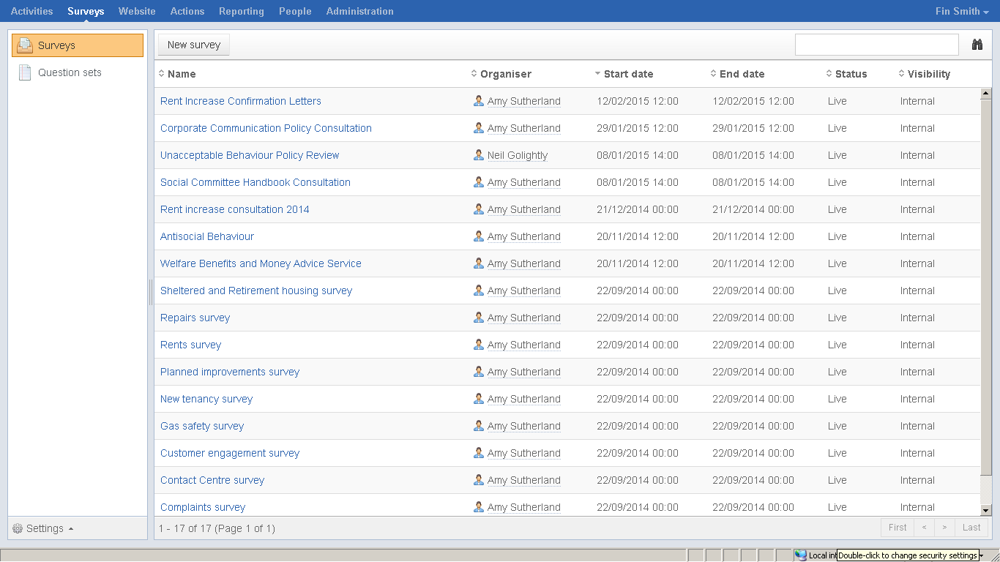 Activities Surveys Website Actions Reporting People Administration Fin Smith
Surveys
Question sets
New survey
Name Organiser Start date End date Status Visibility
Rent Increase Confirmation Letters Amy Sutherland 12/02/2015 12:00 12/02/2015 12:00 Live Internal
Corporate Communication Policy Consultation Amy Sutherland 29/01/2015 12:00 29/01/2015 12:00 Live Internal
Unacceptable Behaviour Policy Review Neil Golightly 08/01/2015 14:00 08/01/2015 14:00 Live Internal
Social Committee Handbook Consultation Amy Sutherland 08/01/2015 14:00 08/01/2015 14:00 Live Internal
Rent increase consultation 2014 Amy Sutherland 21/12/2014 00:00 21/12/2014 00:00 Live Internal
Antisocial Behaviour Amy Sutherland 20/11/2014 12:00 20/11/2014 12:00 Live Internal
Welfare Benefits and Money Advice Service Amy Sutherland 20/11/2014 12:00 20/11/2014 12:00 Live Internal
Sheltered and Retirement housing survey Amy Sutherland 22/09/2014 00:00 22/09/2014 00:00 Live Internal
Repairs survey Amy Sutherland 22/09/2014 00:00 22/09/2014 00:00 Live Internal
Rents survey Amy Sutherland 22/09/2014 00:00 22/09/2014 00:00 Live Internal
Planned improvements survey Amy Sutherland 22/09/2014 00:00 22/09/2014 00:00 Live Internal
New tenancy survey Amy Sutherland 22/09/2014 00:00 22/09/2014 00:00 Live Internal
Gas safety survey Amy Sutherland 22/09/2014 00:00 22/09/2014 00:00 Live Internal
Customer engagement survey Amy Sutherland 22/09/2014 00:00 22/09/2014 00:00 Live Internal
Contact Centre survey Amy Sutherland 22/09/2014 00:00 22/09/2014 00:00 Live Internal
Complaints survey Amy Sutherland 22/09/2014 00:00 22/09/2014 00:00 Live Internal
Settings 1 - 17 of 17 (Page 1 of 1) First < > Last
Local int Double-click to change security settings